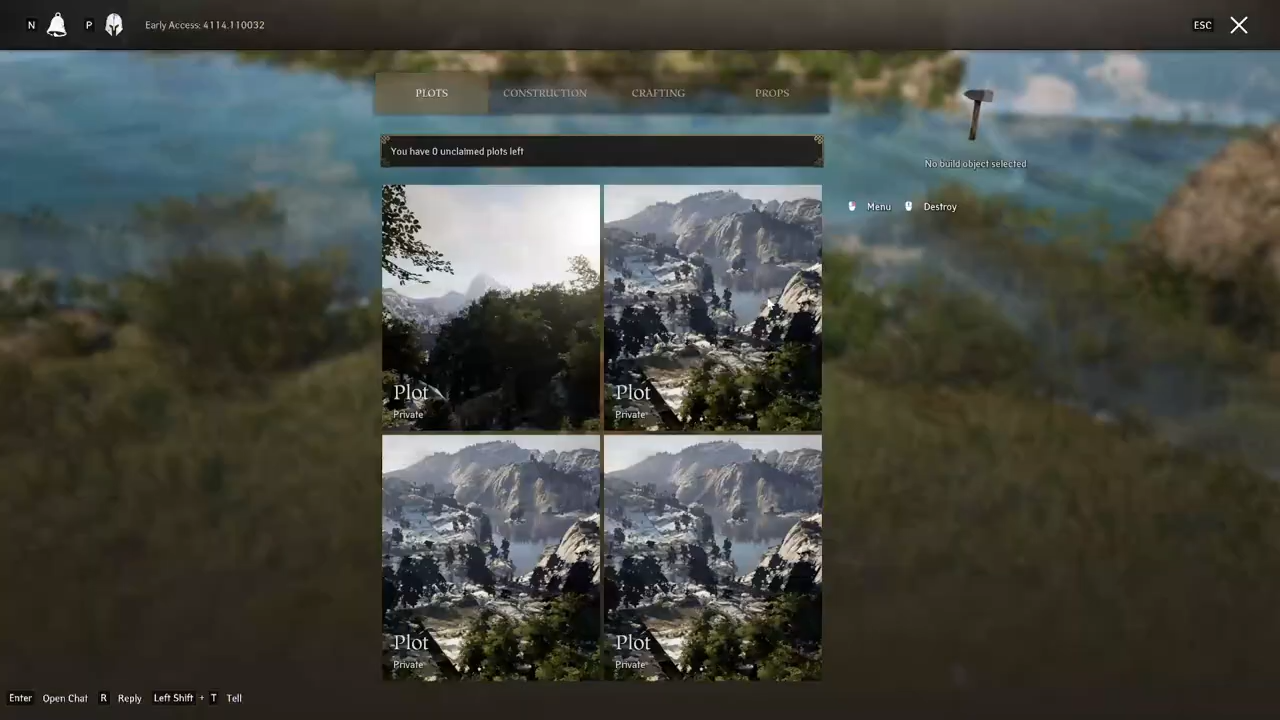 N P Early Access: 4114.110032 ESC
PLOTS CONSTRUCTION CRAFTING PROPS
You have 0 unclaimed plots left
No build object selected
Menu Destroy
Plot
Private
Plot
Private
Plot
Private
Plot
Private
Enter Open Chat R Reply Left Shift + T Tell